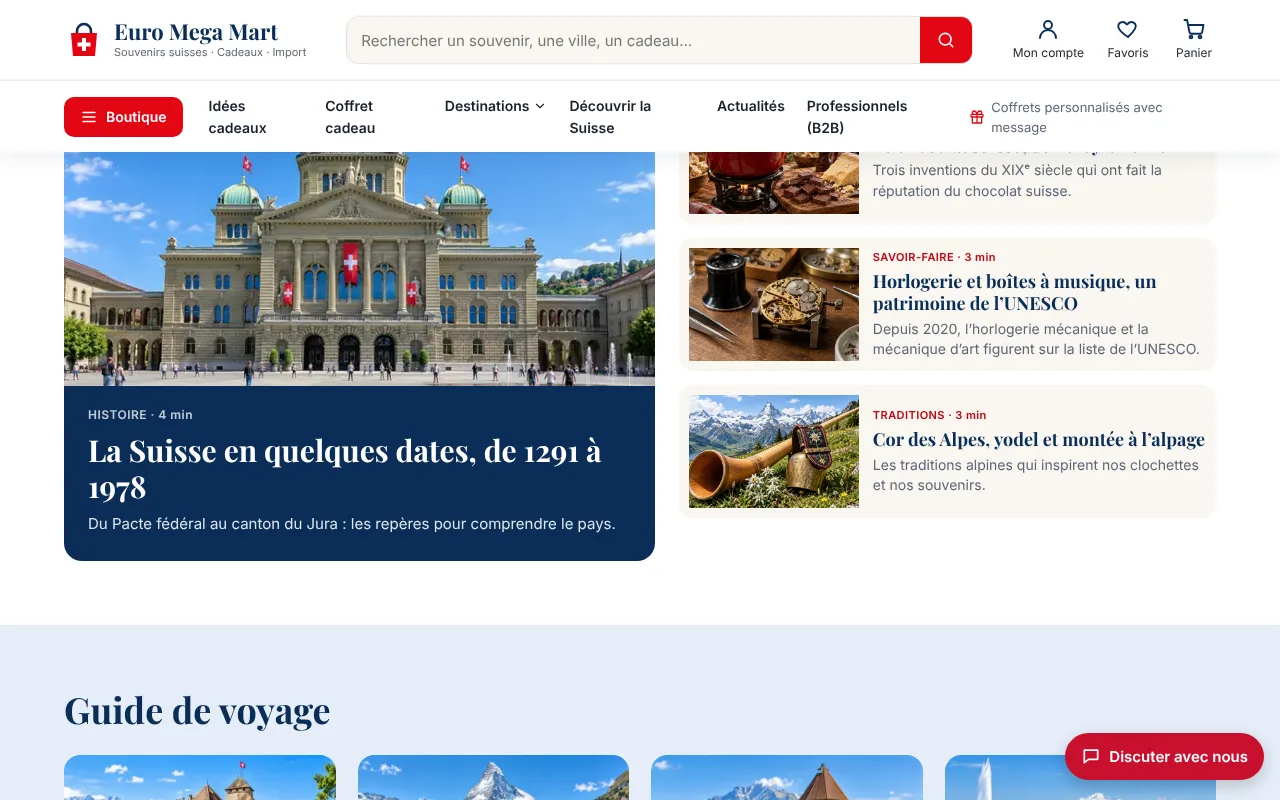 Euro Mega Mart
Souvenirs suisses · Cadeaux · Import
Rechercher un souvenir, une ville, un cadeau...
Mon compte
Favoris
Panier
Boutique
Idées
cadeaux
Coffret
cadeau
Destinations
Découvrir la
Suisse
Actualités
Professionnels
(B2B)
Coffrets personnalisés avec
message
HISTOIRE · 4 min
La Suisse en quelques dates, de 1291 à
1978
Du Pacte fédéral au canton du Jura : les repères pour comprendre le pays.
Trois inventions du XIXᵉ siècle qui ont fait la
réputation du chocolat suisse.
SAVOIR-FAIRE · 3 min
Horlogerie et boîtes à musique, un
patrimoine de l’UNESCO
Depuis 2020, l’horlogerie mécanique et la
mécanique d’art figurent sur la liste de l’UNESCO.
TRADITIONS · 3 min
Cor des Alpes, yodel et montée à l’alpage
Les traditions alpines qui inspirent nos clochettes
et nos souvenirs.
Guide de voyage
Discuter avec nous